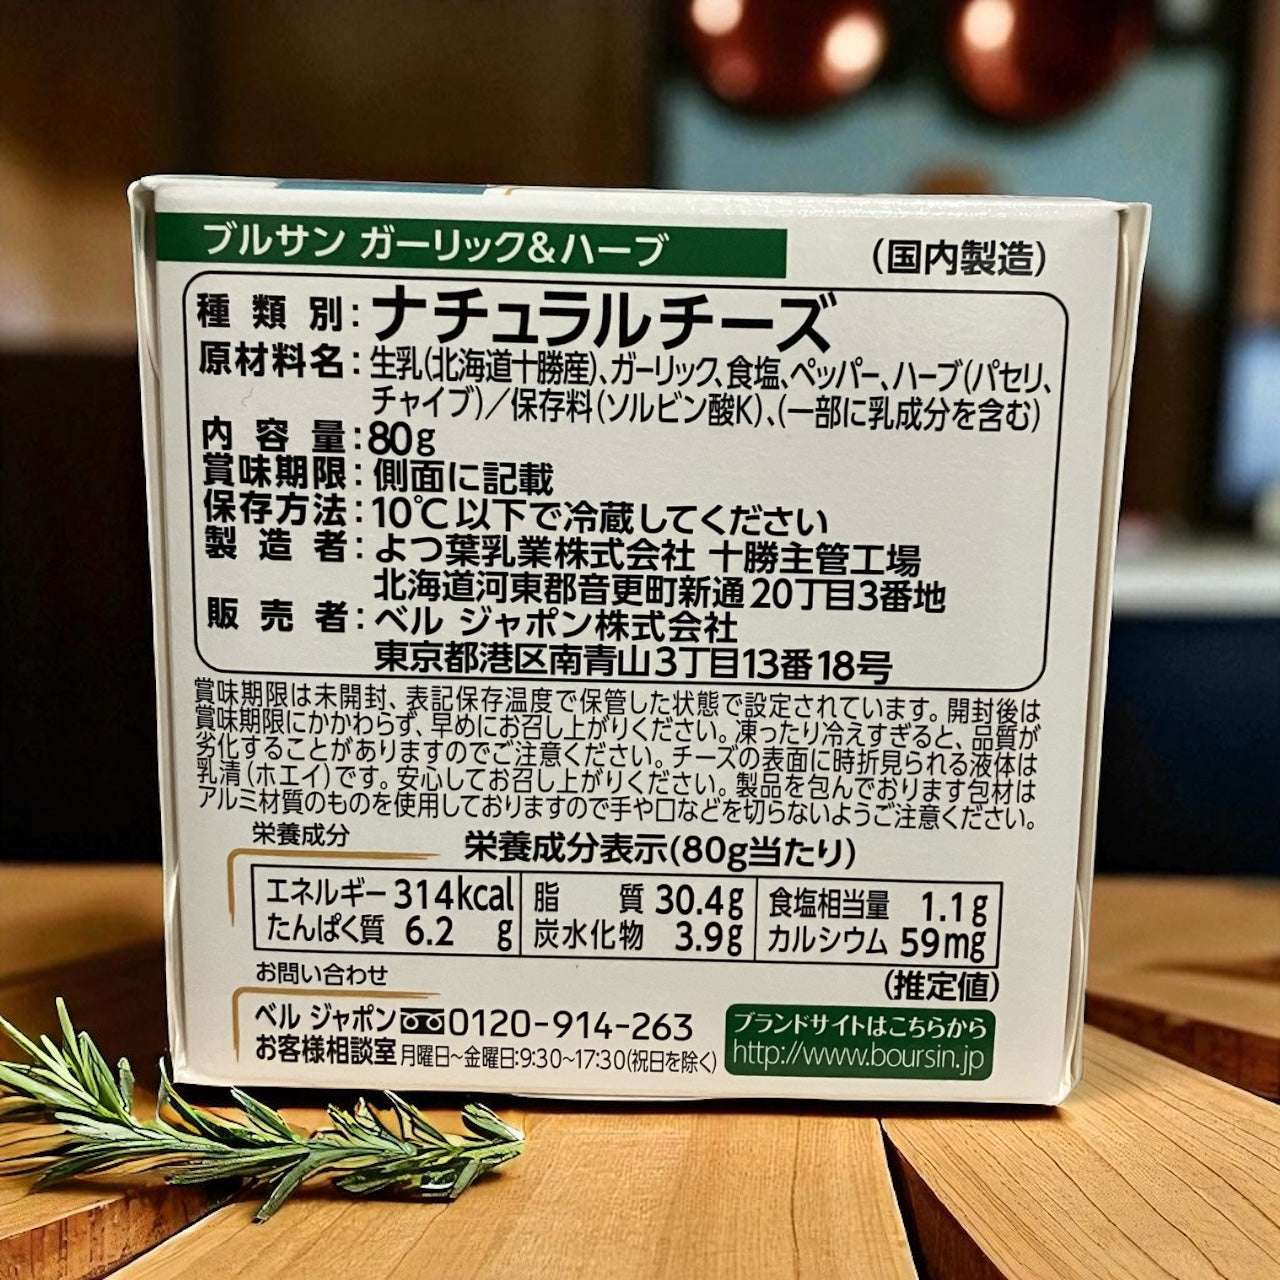 ブルサン ガーリック&ハーブ
(国内製造)
種類別:ナチュラルチーズ
原材料名:生乳(北海道十勝産)、ガーリック、食塩、ペッパー、ハーブ(パセリ、
チャイブ)/保存料(ソルビン酸K)、(一部に乳成分を含む)
内容量:80g
賞味期限:側面に記載
保存方法:10℃以下で冷蔵してください
製造者:よつ葉乳業株式会社 十勝主管工場
北海道河東郡音更町新通20丁目3番地
販売者:ベル ジャポン株式会社
東京都港区南青山3丁目13番18号
賞味期限は未開封、表記保存温度で保管した状態で設定されています。開封後は
賞味期限にかかわらず、早めにお召し上がりください。凍ったり冷えすぎると、品質が
劣化することがありますのでご注意ください。チーズの表面に時折見られる液体は
乳清(ホエイ)です。安心してお召し上がりください。製品を包んでおります包材は
アルミ材質のものを使用しておりますので手や口などを切らないようご注意ください。
栄養成分
栄養成分表示(80g当たり)
エネルギー 314kcal 脂質 30.4g 食塩相当量 1.1g
たんぱく質 6.2 g 炭水化物 3.9g カルシウム 59mg
(推定値)
お問い合わせ
ベル ジャポン 0120-914-263
お客様相談室 月曜日~金曜日:9:30~17:30(祝日を除く)
ブランドサイトはこちらから
http://www.boursin.jp